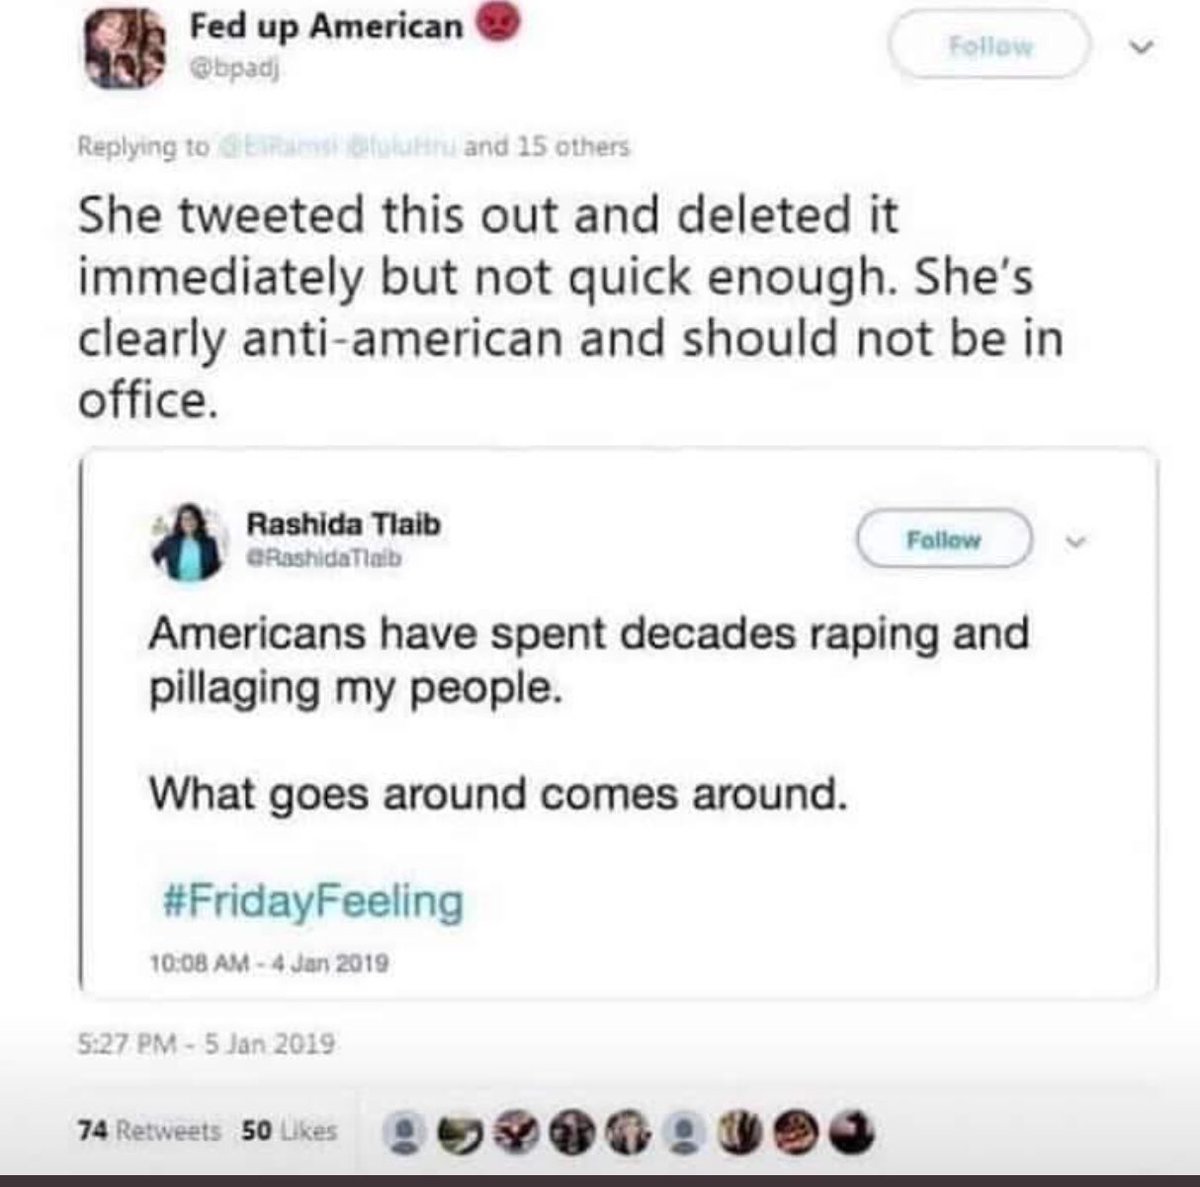 Fed up American
@bpadj
Follow
Replying to @ElRamsi and 15 others
She tweeted this out and deleted it
immediately but not quick enough. She's
clearly anti-american and should not be in
office.
Rashida Tlaib
@RashidaTlaib
Follow
Americans have spent decades raping and
pillaging my people.
What goes around comes around.
#FridayFeeling
10:08 AM - 4 Jan 2019
5:27 PM - 5 Jan 2019
74 Retweets 50 Likes